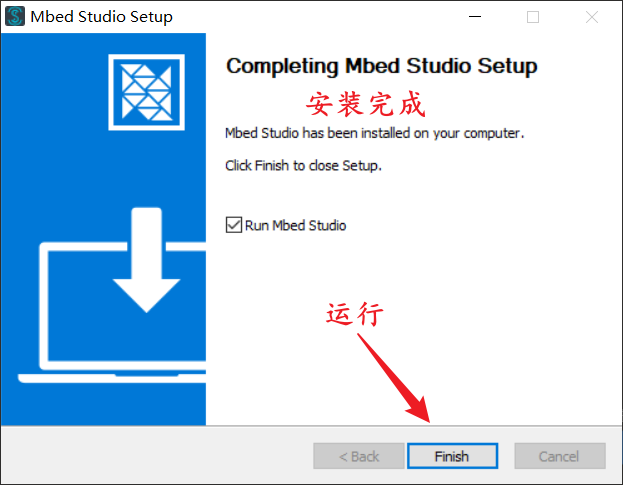 Mbed Studio Setup
Completing Mbed Studio Setup
安装完成
Mbed Studio has been installed on your computer.
Click Finish to close Setup.
Run Mbed Studio
运行
< Back
Finish
Cancel